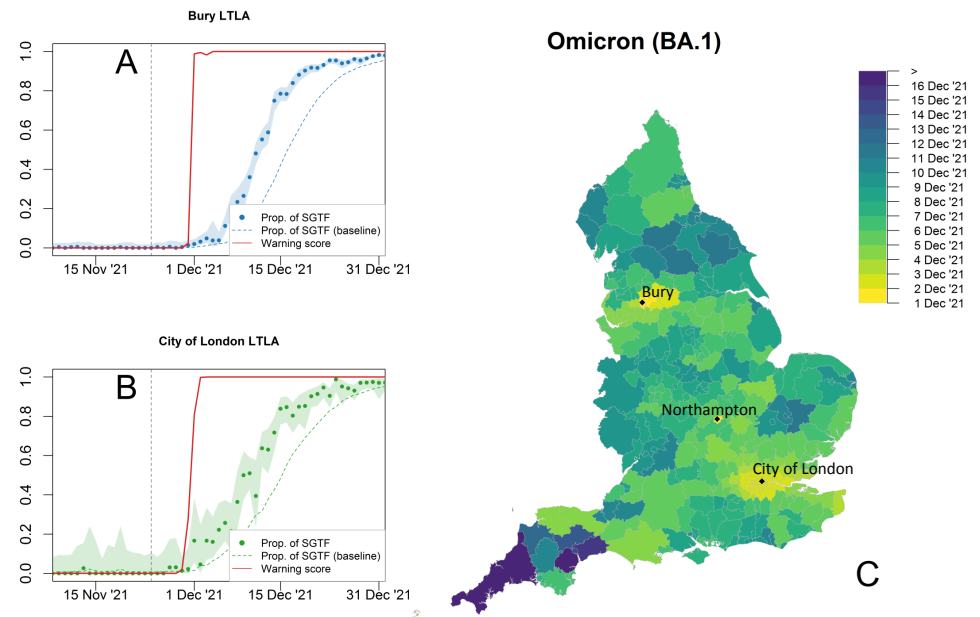 Bury LTLA
A
1.0
0.8
0.6
0.4
0.2
0.0
Prop. of SGTF
Prop. of SGTF (baseline)
Warning score
15 Nov '21
1 Dec '21
15 Dec '21
31 Dec '21
City of London LTLA
B
1.0
0.8
0.6
0.4
0.2
0.0
Prop. of SGTF
Prop. of SGTF (baseline)
Warning score
15 Nov '21
1 Dec '21
15 Dec '21
31 Dec '21
Omicron (BA.1)
>
16 Dec '21
15 Dec '21
14 Dec '21
13 Dec '21
12 Dec '21
11 Dec '21
10 Dec '21
9 Dec '21
8 Dec '21
7 Dec '21
6 Dec '21
5 Dec '21
4 Dec '21
3 Dec '21
2 Dec '21
1 Dec '21
Bury
Northampton
City of London
C